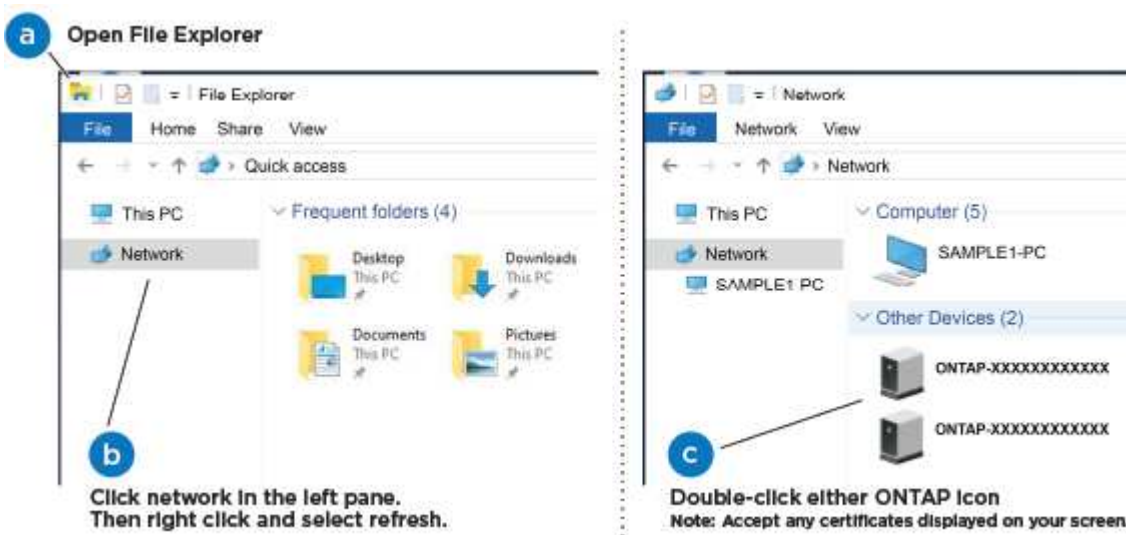 a
Open File Explorer
File Explorer
File Home Share View
Quick access
This PC
Network
Frequent folders (4)
Desktop
This PC
Downloads
This PC
Documents
This PC
Pictures
This PC
b
Click network in the left pane.
Then right click and select refresh.
Network
File Network View
Network
This PC
Network
SAMPLE1 PC
Computer (5)
SAMPLE1-PC
Other Devices (2)
ONTAP-XXXXXXXXXXXX
ONTAP-XXXXXXXXXXXX
c
Double-click either ONTAP icon
Note: Accept any certificates displayed on your screen.